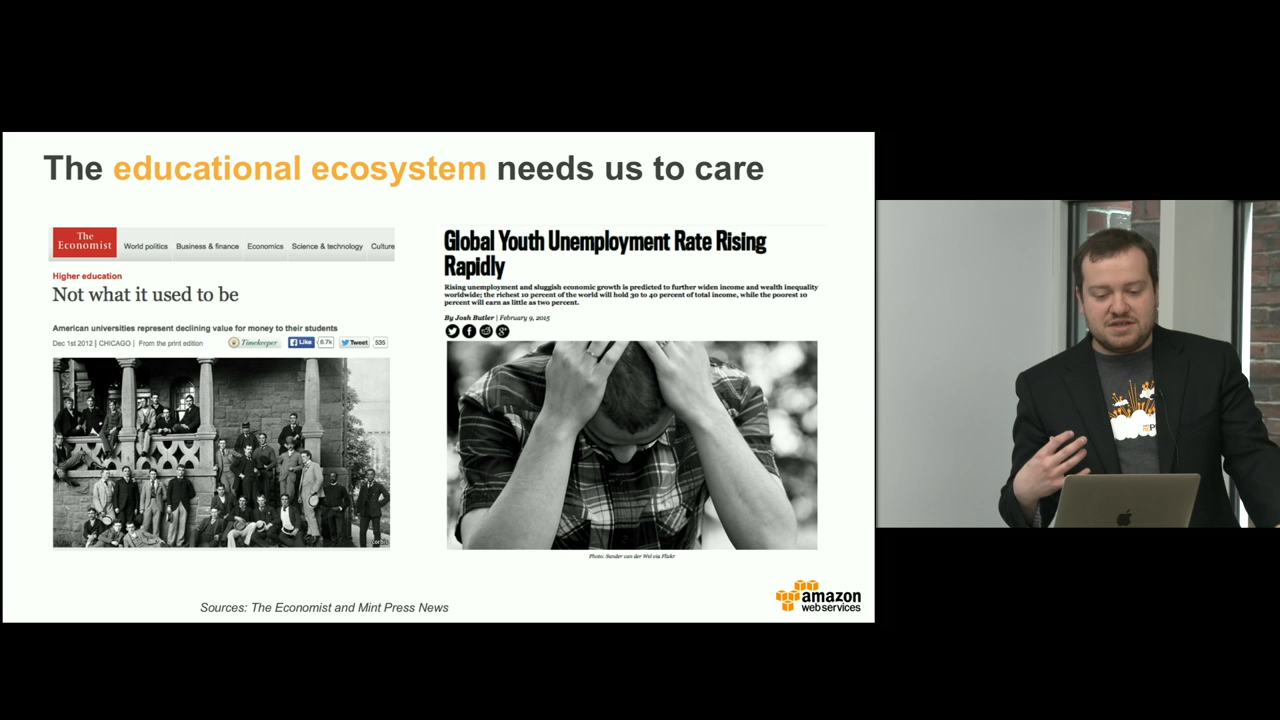 The educational ecosystem needs us to care
The
Economist
World politics
Business & finance
Economics
Science & technology
Culture
Higher education
Not what it used to be
American universities represent declining value for money to their students
Dec 1st 2012 | CHICAGO | From the print edition
Timekeeper
Like
6.7k
Tweet
535
corbis
Global Youth Unemployment Rate Rising
Rapidly
Rising unemployment and sluggish economic growth is predicted to further widen income and wealth inequality
worldwide; the richest 10 percent of the world will hold 30 to 40 percent of total income, while the poorest 10
percent will earn as little as two percent.
By Josh Butler | February 9, 2015
Photo: Sander van der Wel via Flikr
Sources: The Economist and Mint Press News
amazon
web services